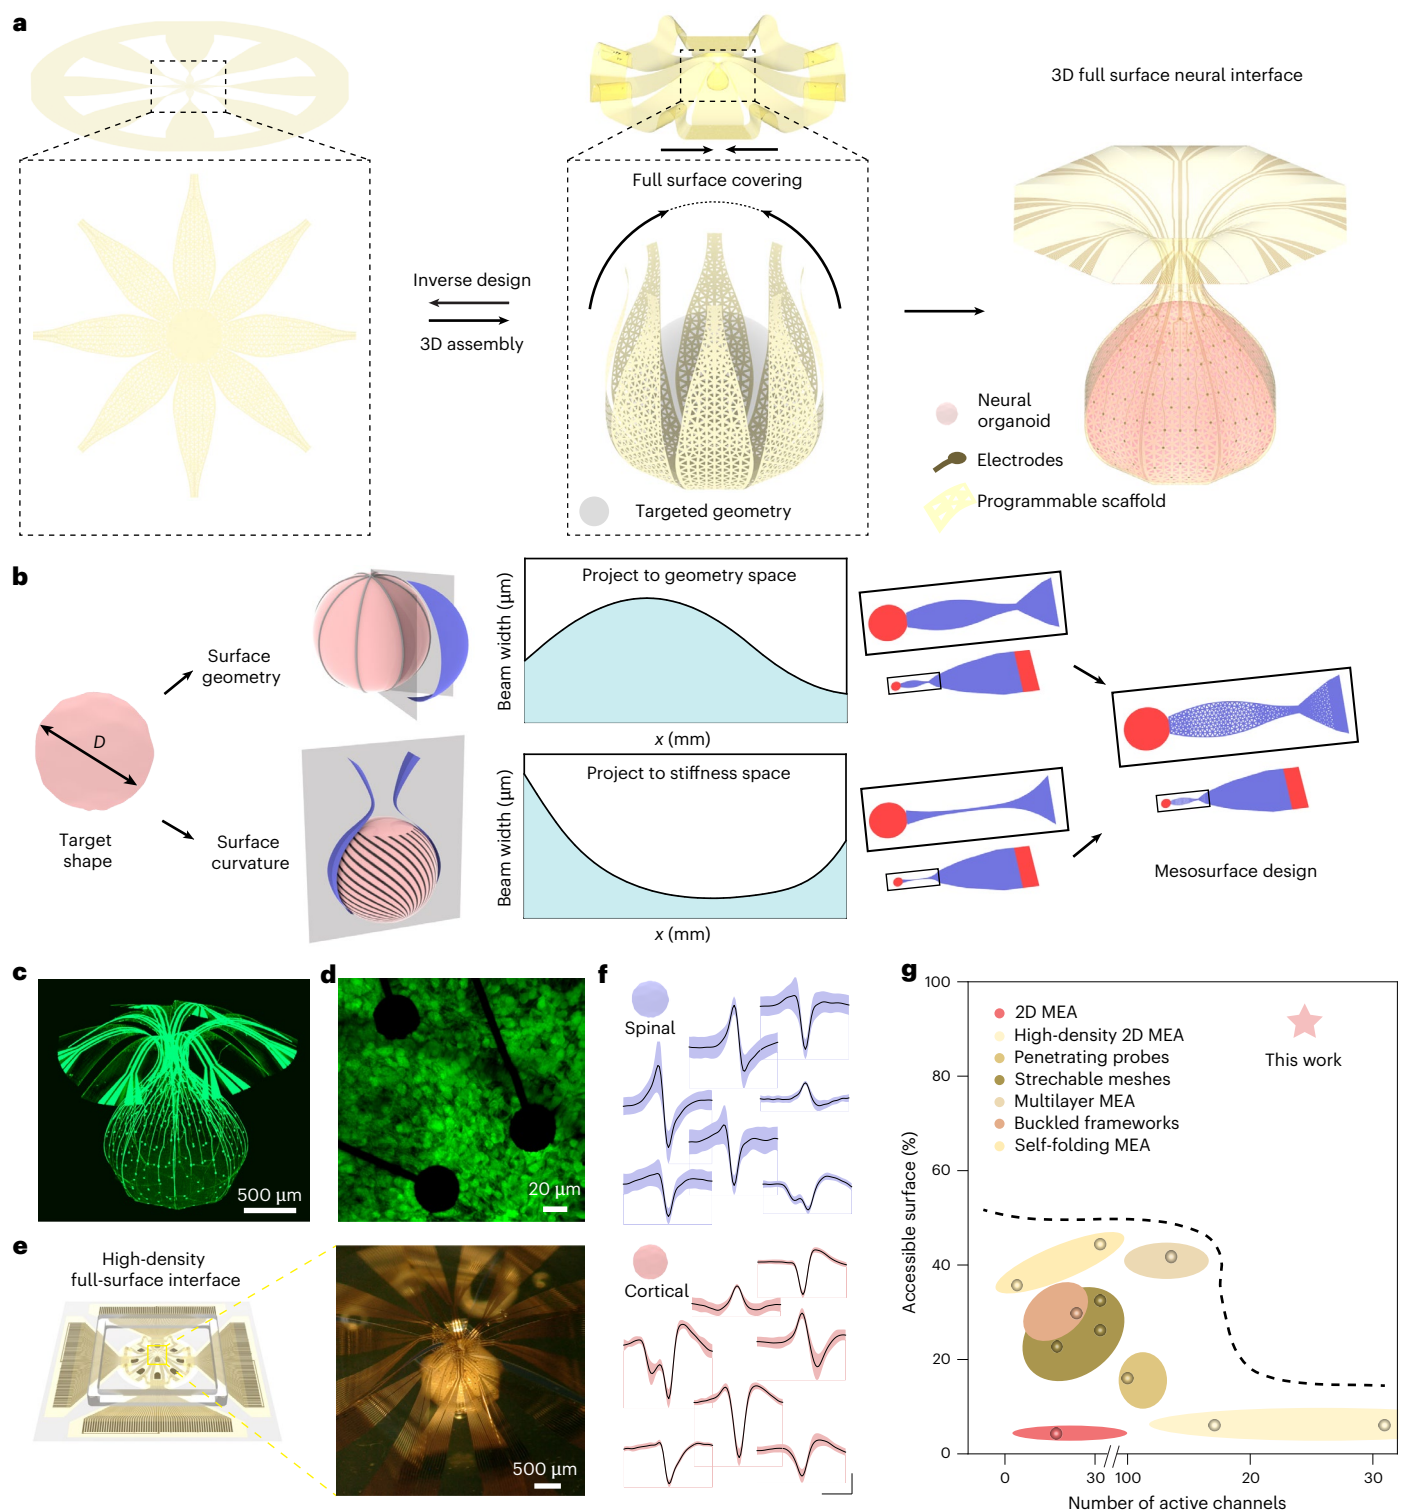 a
3D full surface neural interface
Full surface covering
Inverse design
3D assembly
Targeted geometry
Neural
organoid
Electrodes
Programmable scaffold
b
D
Target
shape
Surface
geometry
Surface
curvature
Beam width (μm)
Project to geometry space
x (mm)
Beam width (μm)
Project to stiffness space
x (mm)
Mesosurface design
c
500 μm
d
20 μm
e
High-density
full-surface interface
500 μm
f
Spinal
Cortical
g
Accessible surface (%)
100
80
60
40
20
0
2D MEA
High-density 2D MEA
Penetrating probes
Strechable meshes
Multilayer MEA
Buckled frameworks
Self-folding MEA
This work
0
30
100
20
30
Number of active channels